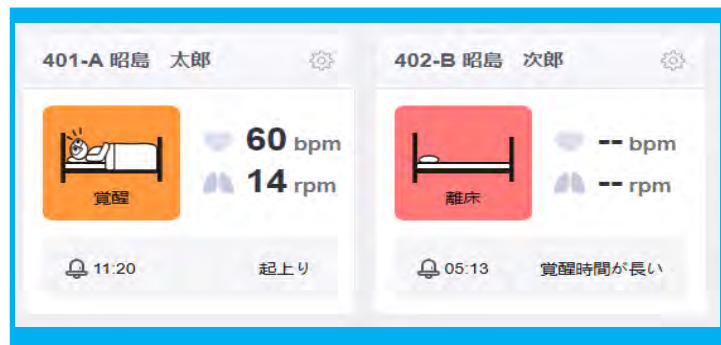 401-A 昭島 太郎
覚醒
60 bpm
14 rpm
11:20 起上り
402-B 昭島 次郎
離床
-- bpm
-- rpm
05:13 覚醒時間が長い